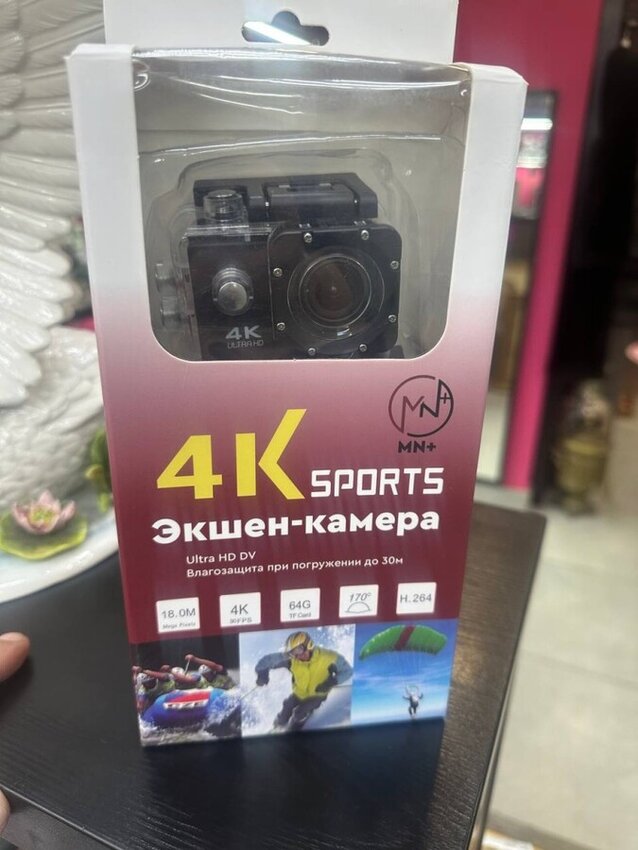 4K
ULTRA HD
MN+
MN+
4K SPORTS
Экшен-камера
Ultra HD DV
Влагозащита при погружении до 30м
18.0M
Mega Pixels
4K
30FPS
64G
TF.Card
170°
H.264